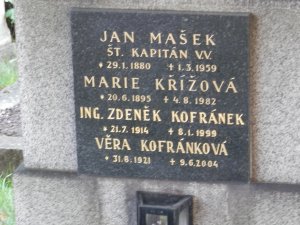 JAN MAŠEK
ŠT. KAPITÁN V.V.
* 29.1.1880 + 1.3.1959
MARIE KŘÍŽOVÁ
* 20.6.1895 + 4.8.1982
ING. ZDENĚK KOFRÁNEK
* 21.7.1914 + 8.1.1999
VĚRA KOFRÁNKOVÁ
* 31.8.1921 + 9.6.2004